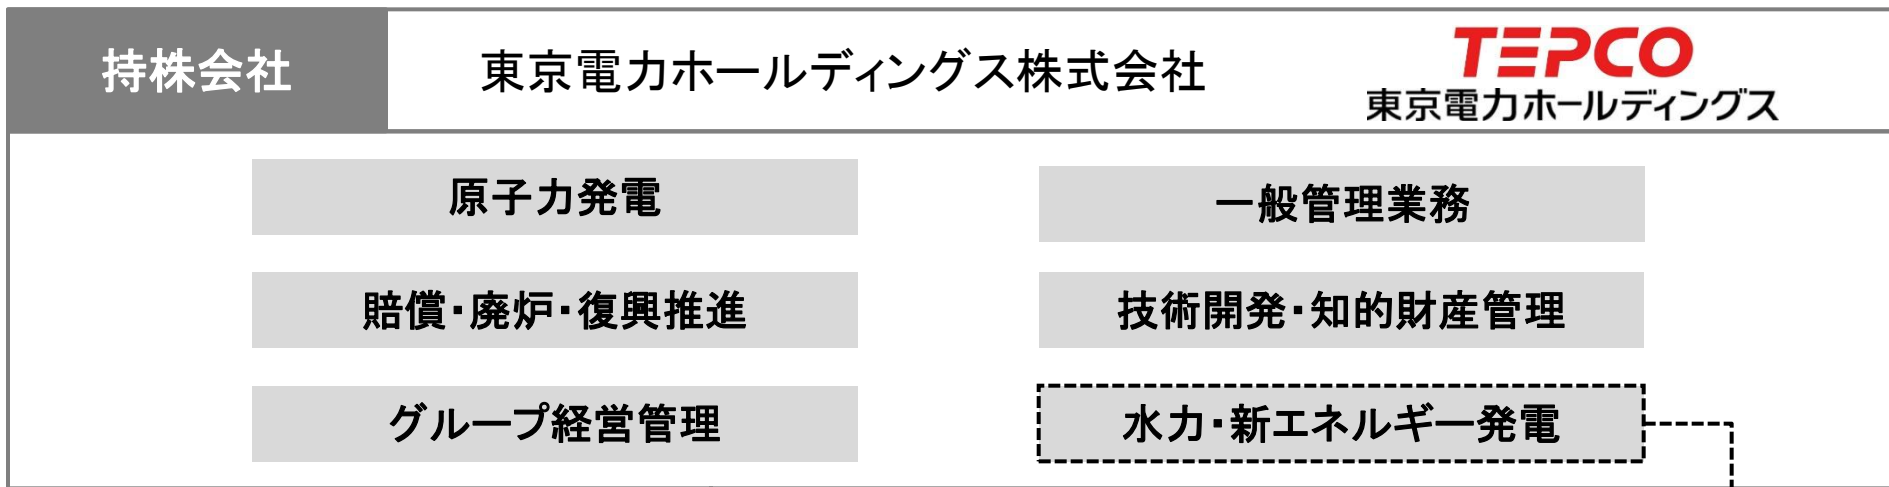 持株会社
東京電力ホールディングス株式会社
TEPCO
東京電力ホールディングス
原子力発電
一般管理業務
賠償・廃炉・復興推進
技術開発・知的財産管理
グループ経営管理
水力・新エネルギー発電